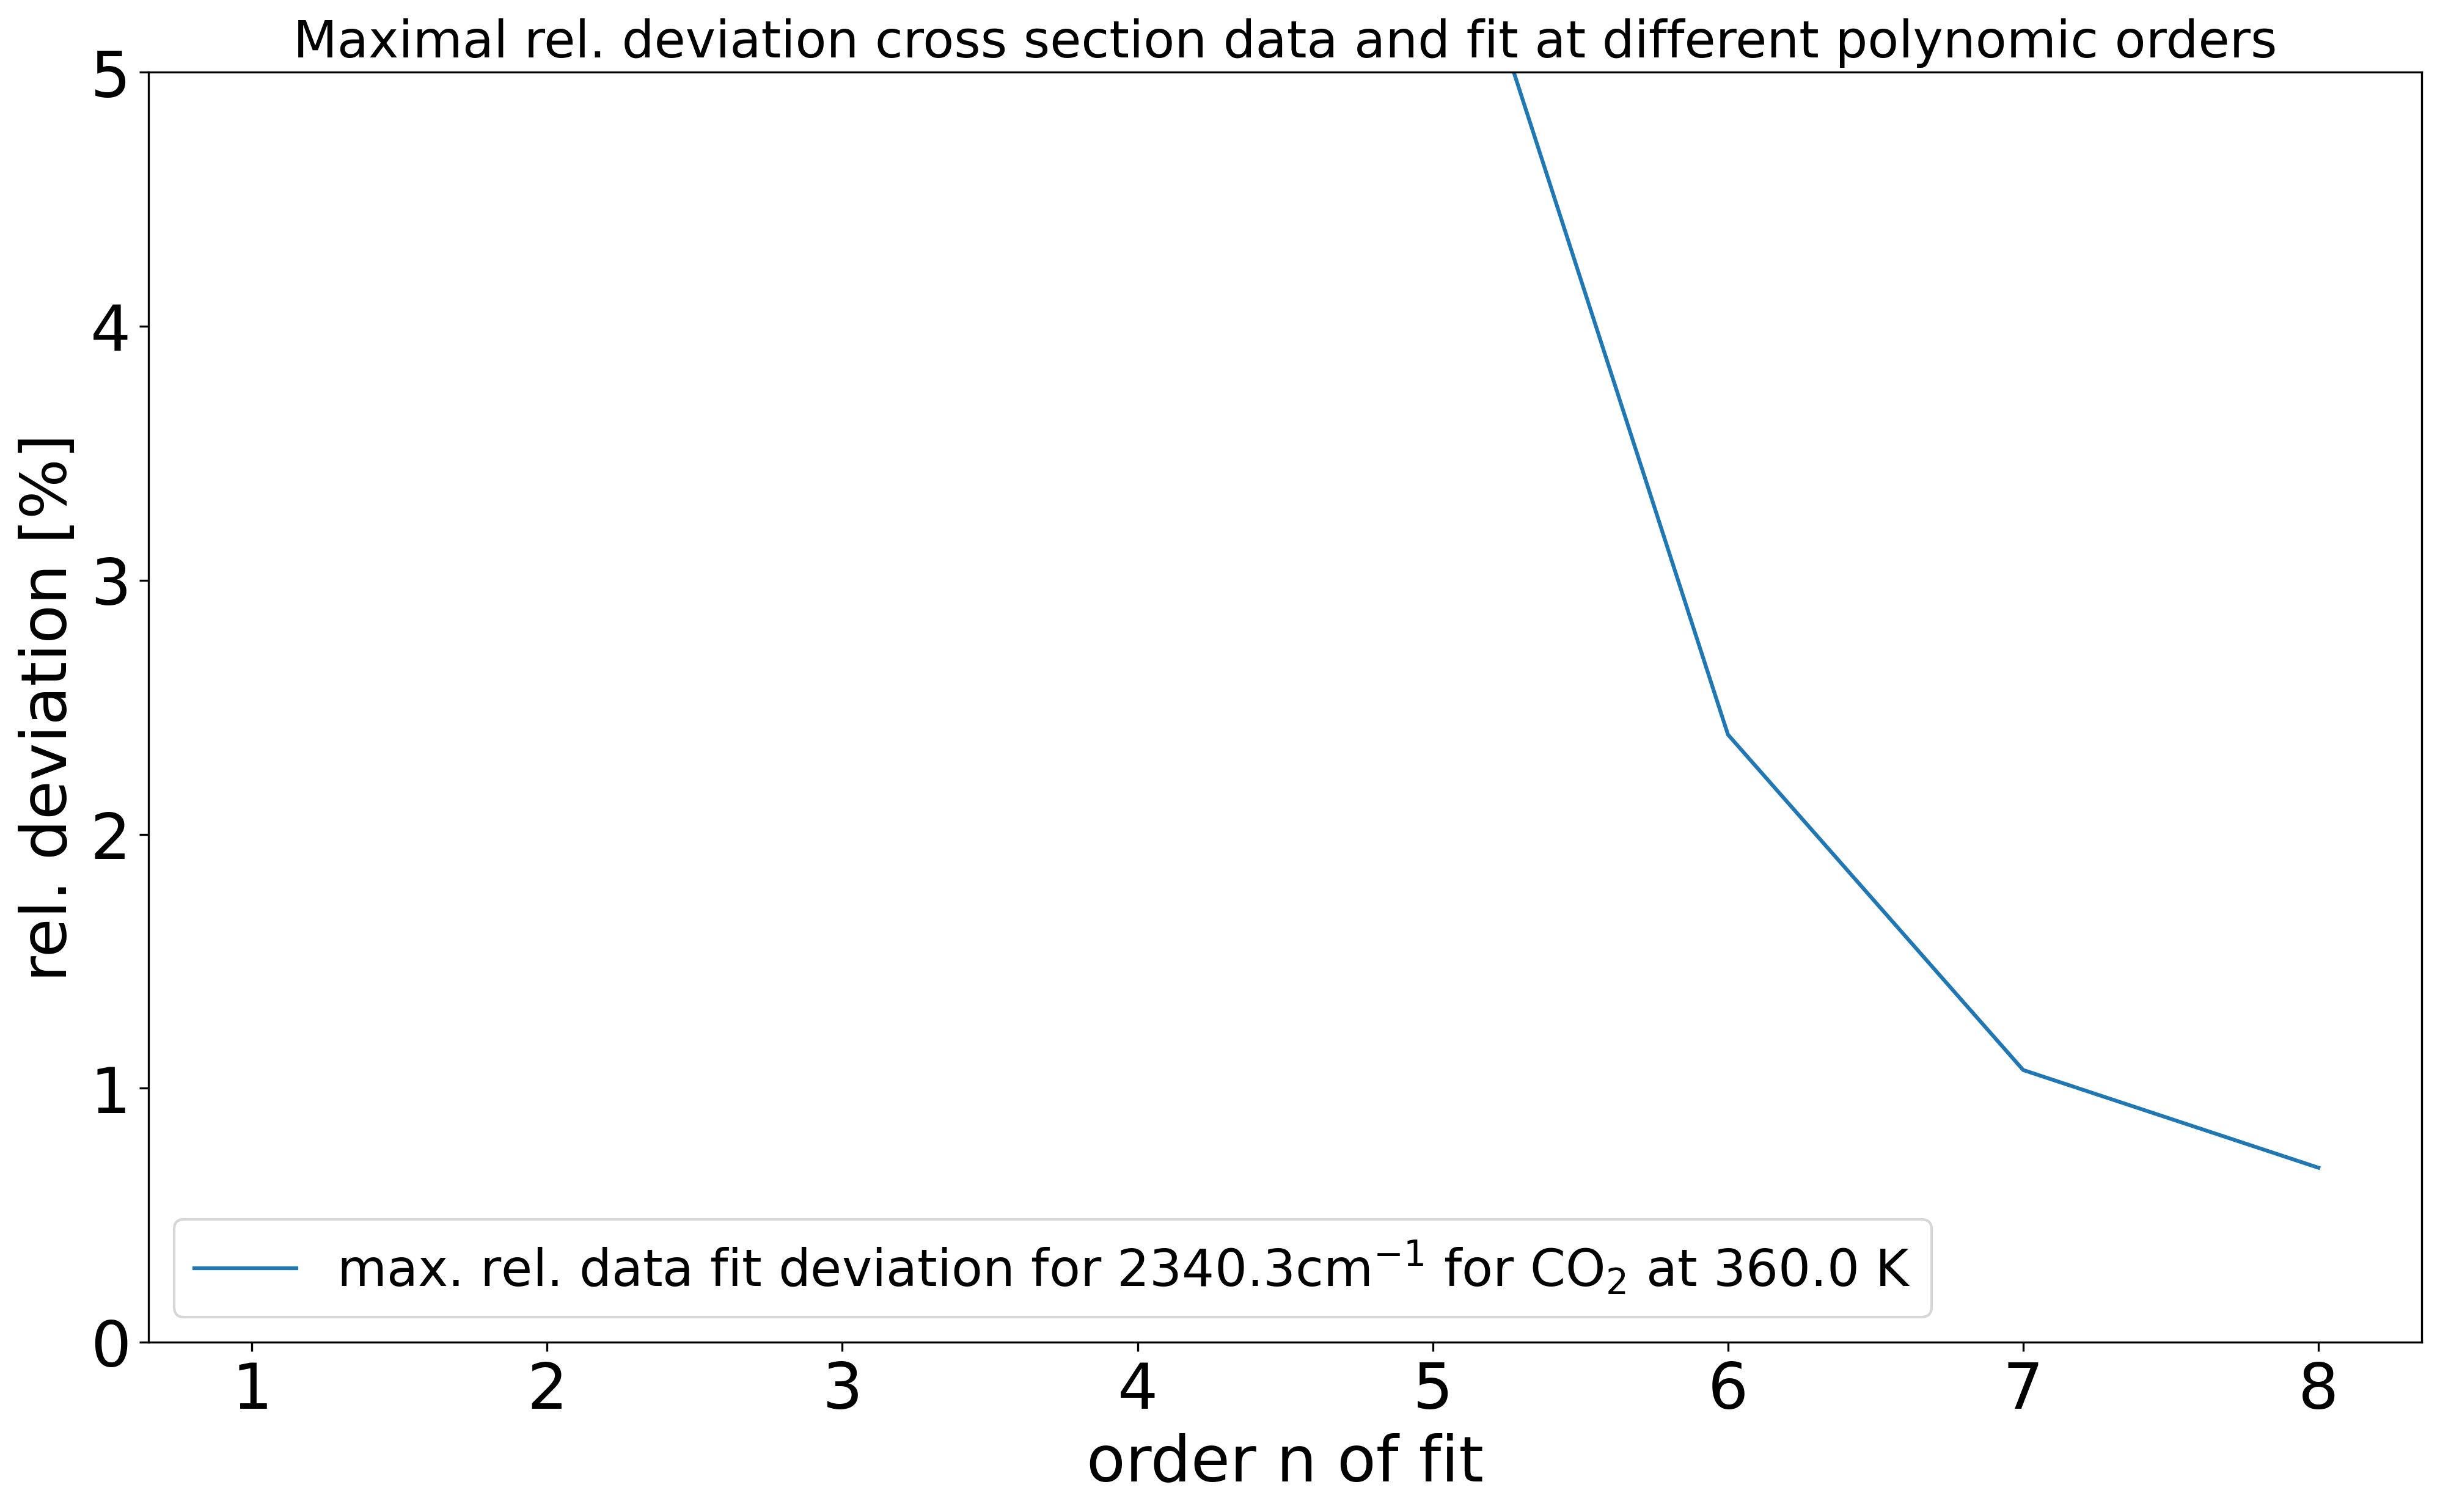 Maximal rel. deviation cross section data and fit at different polynomic orders
5
4
3
2
1
0
rel. deviation [%]
max. rel. data fit deviation for 2340.3cm⁻¹ for CO₂ at 360.0 K
1 2 3 4 5 6 7 8
order n of fit